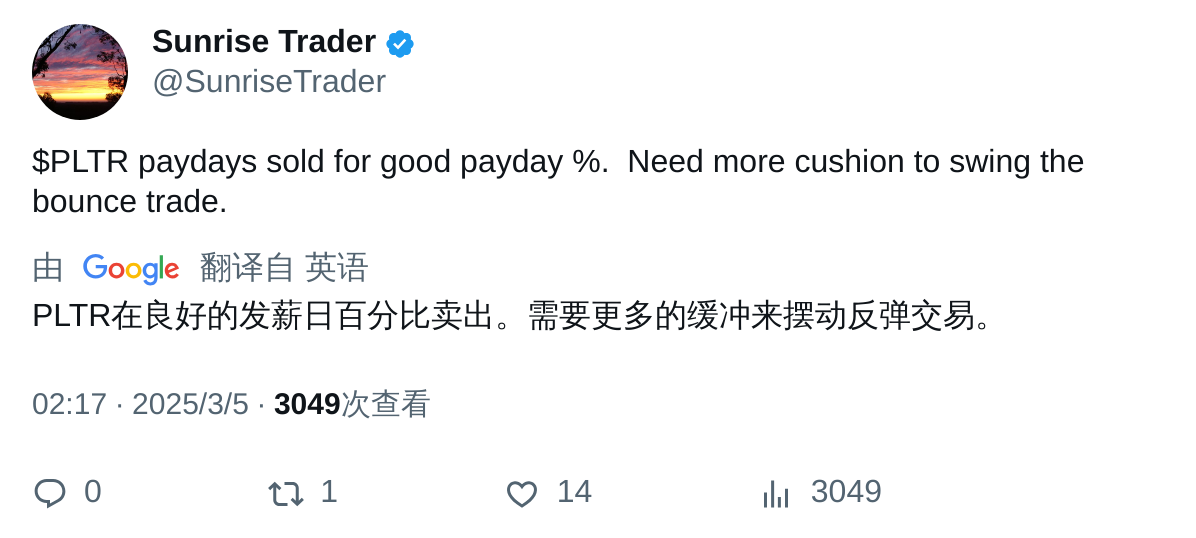 Sunrise Trader
@SunriseTrader
$PLTR paydays sold for good payday %.  Need more cushion to swing the
bounce trade.
由 Google 翻译自 英语
PLTR在良好的发薪日百分比卖出。需要更多的缓冲来摆动反弹交易。
02:17 · 2025/3/5 · 3049次查看
0 1 14 3049